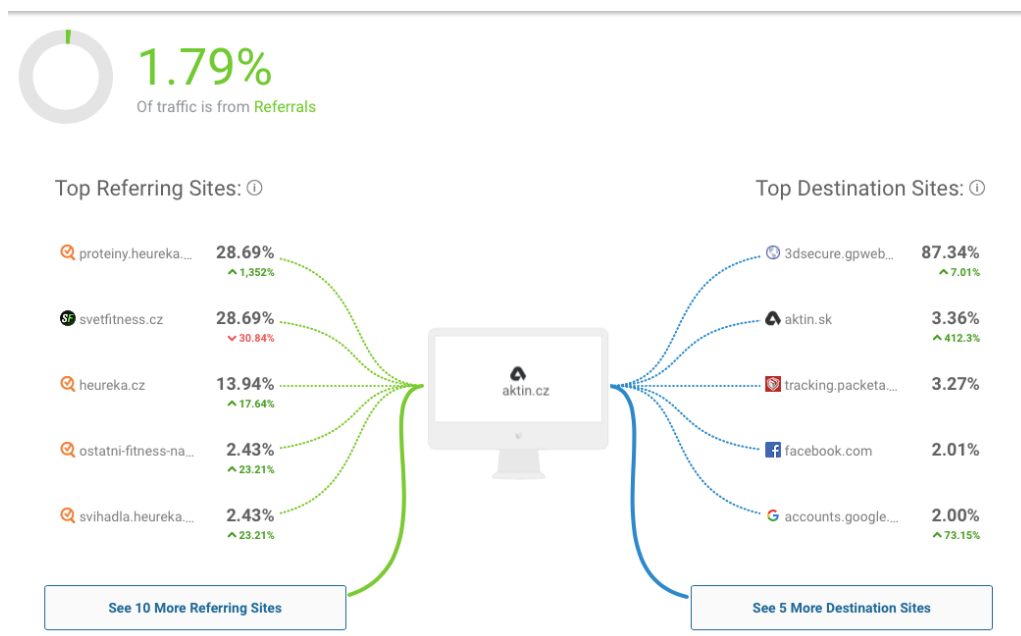 1.79%
Of traffic is from Referrals
Top Referring Sites:
proteiny.heureka.... 28.69%
1,352%
svetfitness.cz 28.69%
30.84%
heureka.cz 13.94%
17.64%
ostatni-fitness-na... 2.43%
23.21%
svihadla.heureka.... 2.43%
23.21%
See 10 More Referring Sites
aktin.cz
Top Destination Sites:
3dsecure.gpweb... 87.34%
7.01%
aktin.sk 3.36%
412.3%
tracking.packeta.... 3.27%
facebook.com 2.01%
accounts.google.... 2.00%
73.15%
See 5 More Destination Sites